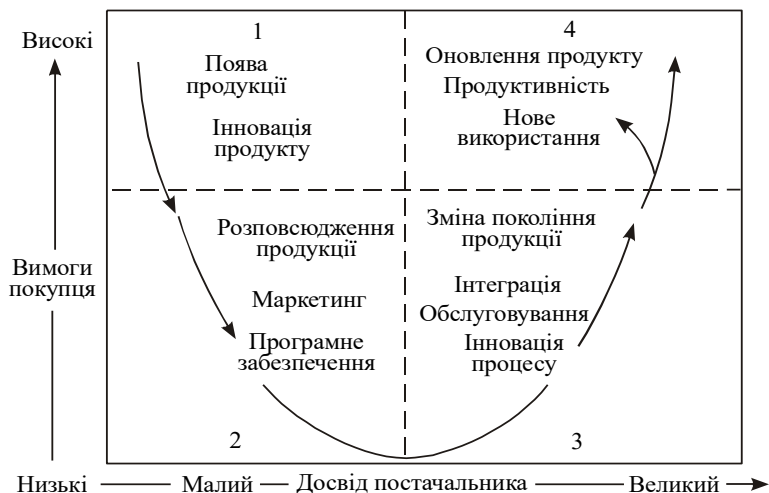 Високі
Вимоги
покупця
1
Поява
продукції
Інновація
продукту
4
Оновлення продукту
Продуктивність
Нове
використання
Розповсюдження
продукції
Маркетинг
Програмне
забезпечення
2
Зміна покоління
продукції
Інтеграція
Обслуговування
Інновація
процесу
3
Низькі Малий Досвід постачальника Великий